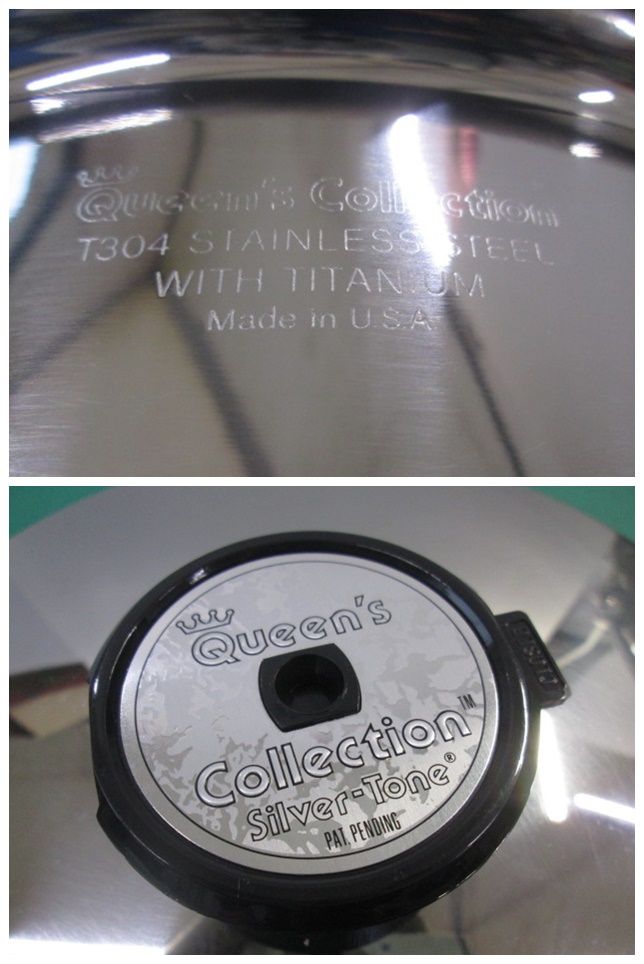 Queen's Collection
T304 STAINLESS STEEL
WITH TITANIUM
Made in U.S.A.
Queen's
Collection™
Silver-Tone®
PAT. PENDING